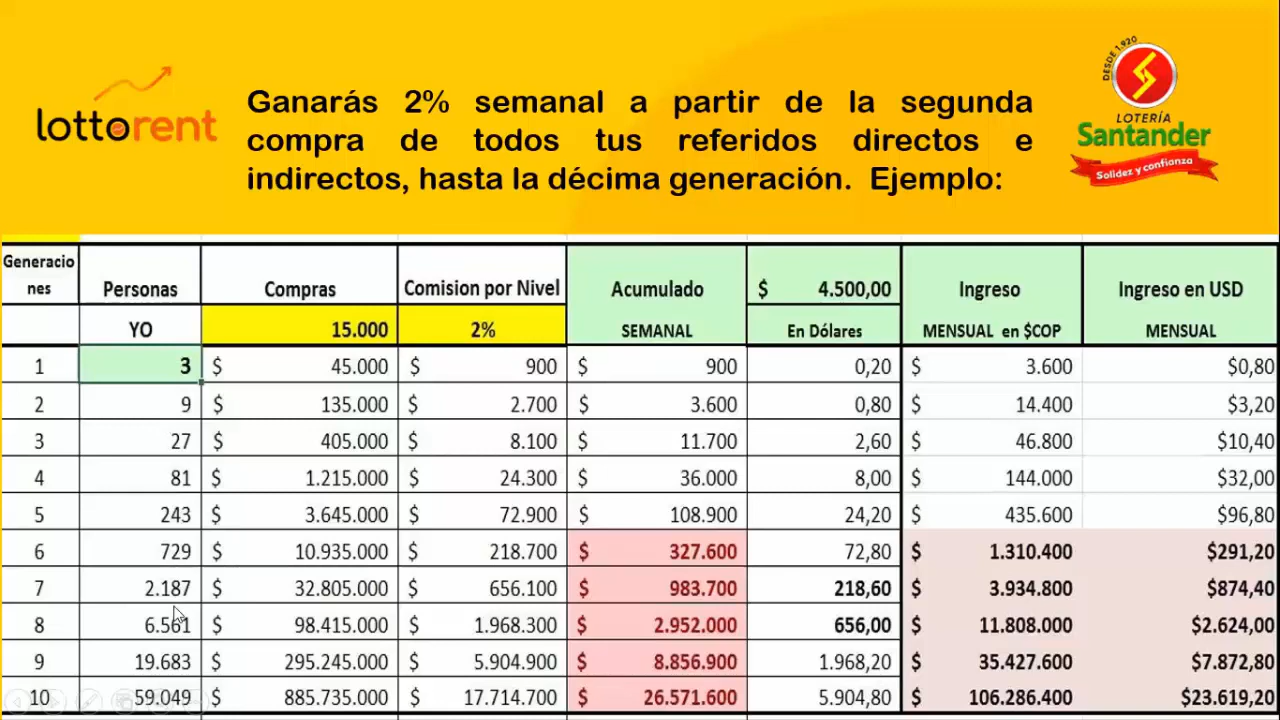 lottorent
Ganarás 2% semanal a partir de la segunda
compra de todos tus referidos directos e
indirectos, hasta la décima generación. Ejemplo:
DESDE 1.920
LOTERÍA
Santander
Solidez y confianza
Generacio
nes
Personas Compras Comision por Nivel Acumulado $ 4.500,00 Ingreso Ingreso en USD
YO 15.000 2% SEMANAL En Dólares MENSUAL en $COP MENSUAL
1 3 $ 45.000 $ 900 $ 900 0,20 $ 3.600 $0,80
2 9 $ 135.000 $ 2.700 $ 3.600 0,80 $ 14.400 $3,20
3 27 $ 405.000 $ 8.100 $ 11.700 2,60 $ 46.800 $10,40
4 81 $ 1.215.000 $ 24.300 $ 36.000 8,00 $ 144.000 $32,00
5 243 $ 3.645.000 $ 72.900 $ 108.900 24,20 $ 435.600 $96,80
6 729 $ 10.935.000 $ 218.700 $ 327.600 72,80 $ 1.310.400 $291,20
7 2.187 $ 32.805.000 $ 656.100 $ 983.700 218,60 $ 3.934.800 $874,40
8 6.561 $ 98.415.000 $ 1.968.300 $ 2.952.000 656,00 $ 11.808.000 $2.624,00
9 19.683 $ 295.245.000 $ 5.904.900 $ 8.856.900 1.968,20 $ 35.427.600 $7.872,80
10 59.049 $ 885.735.000 $ 17.714.700 $ 26.571.600 5.904,80 $ 106.286.400 $23.619,20